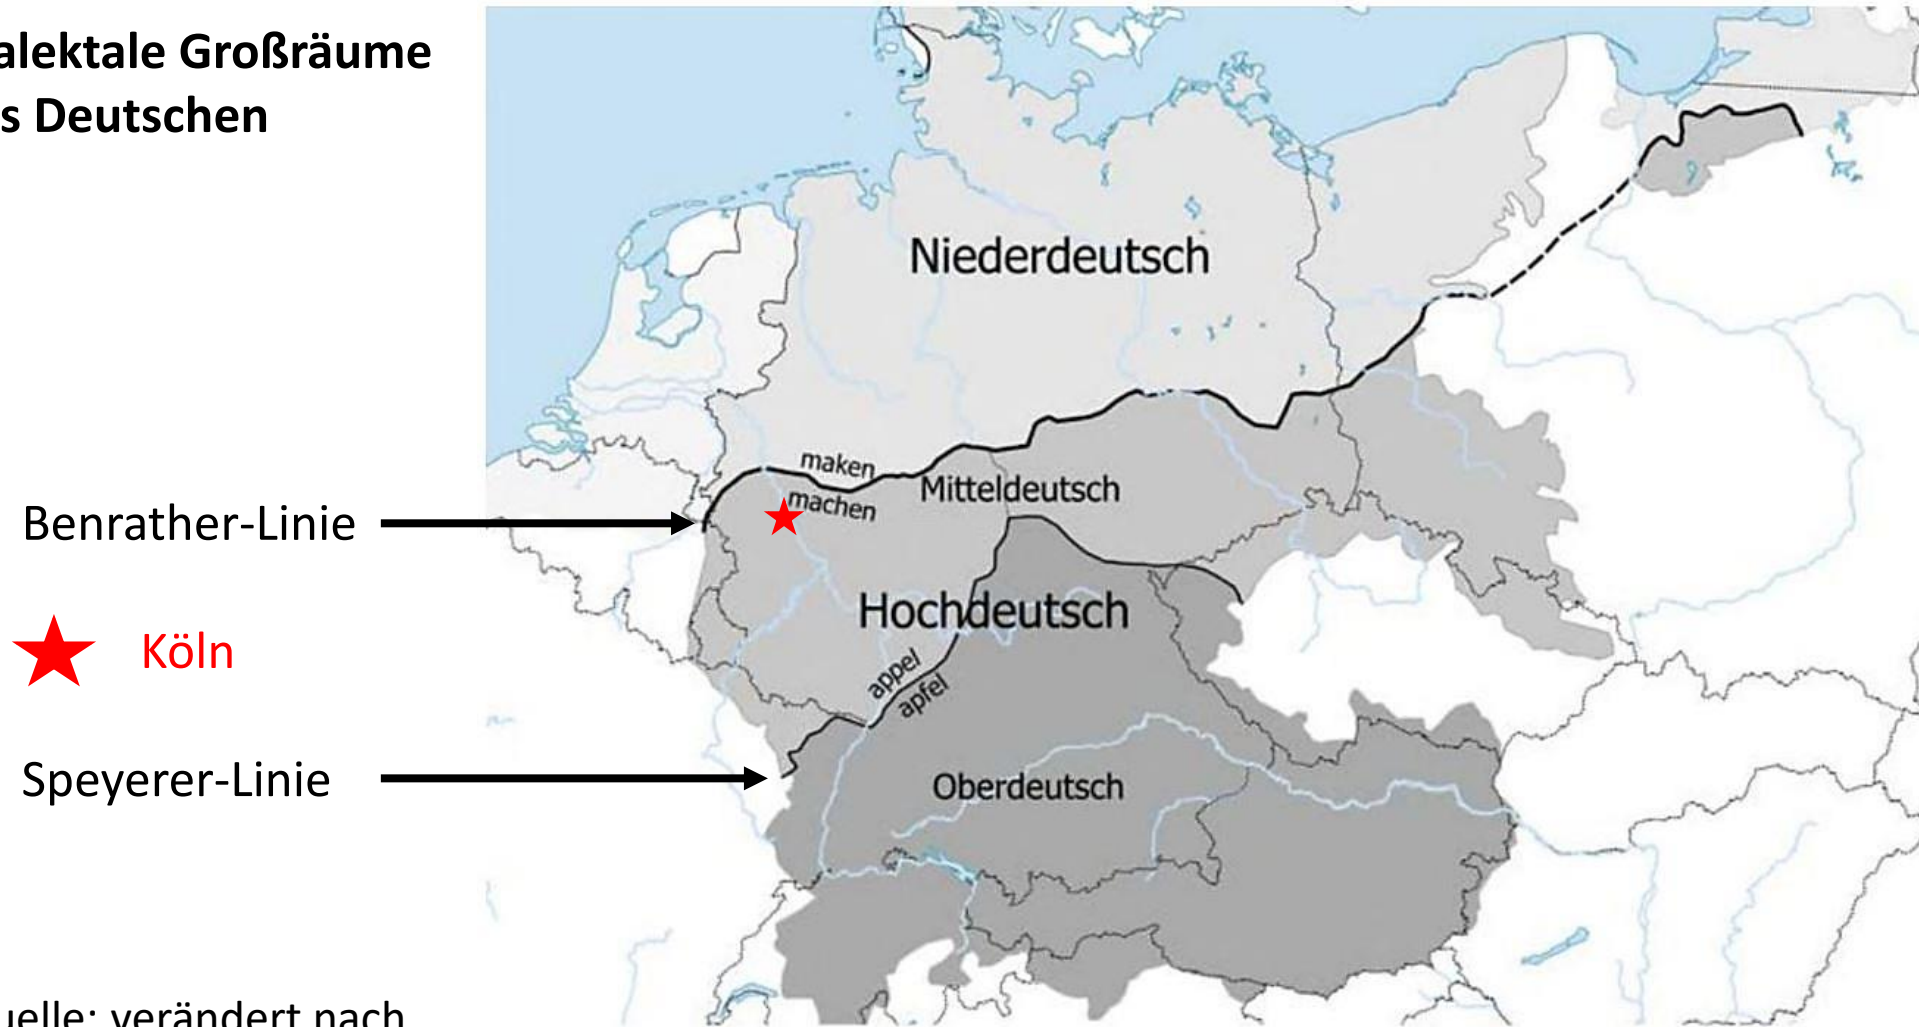 alektale Großräume
s Deutschen
Niederdeutsch
maken
machen
Mitteldeutsch
Benrather-Linie
Hochdeutsch
Köln
appel
apfel
Speyerer-Linie
Oberdeutsch
uelle: verändert nach